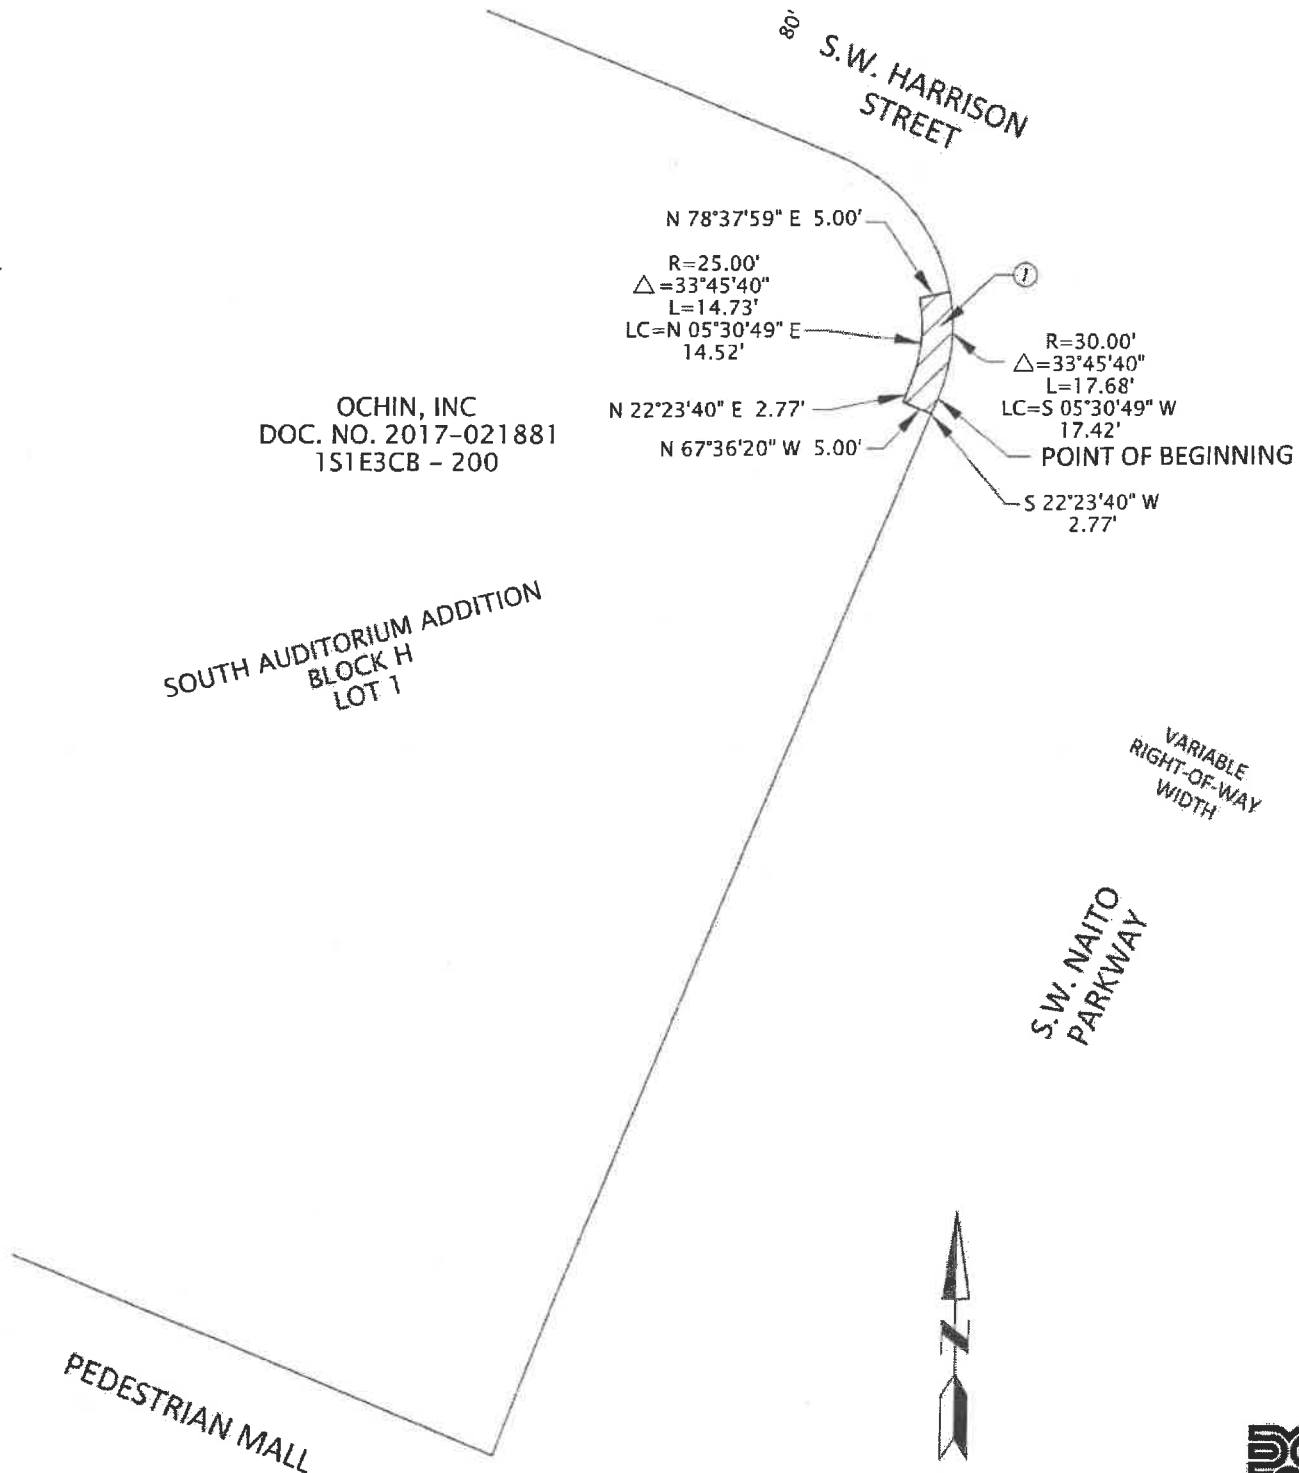 80'
S.W. HARRISON
STREET
N 78°37'59" E 5.00'
R=25.00'
△=33°45'40"
L=14.73'
LC=N 05°30'49" E
14.52'
1
R=30.00'
△=33°45'40"
L=17.68'
LC=S 05°30'49" W
17.42'
OCHIN, INC
DOC. NO. 2017-021881
1S1E3CB - 200
N 22°23'40" E 2.77'
N 67°36'20" W 5.00'
POINT OF BEGINNING
S 22°23'40" W
2.77'
SOUTH AUDITORIUM ADDITION
BLOCK H
LOT 1
VARIABLE
RIGHT-OF-WAY
WIDTH
S.W. NAITO
PARKWAY
N
PEDESTRIAN MALL